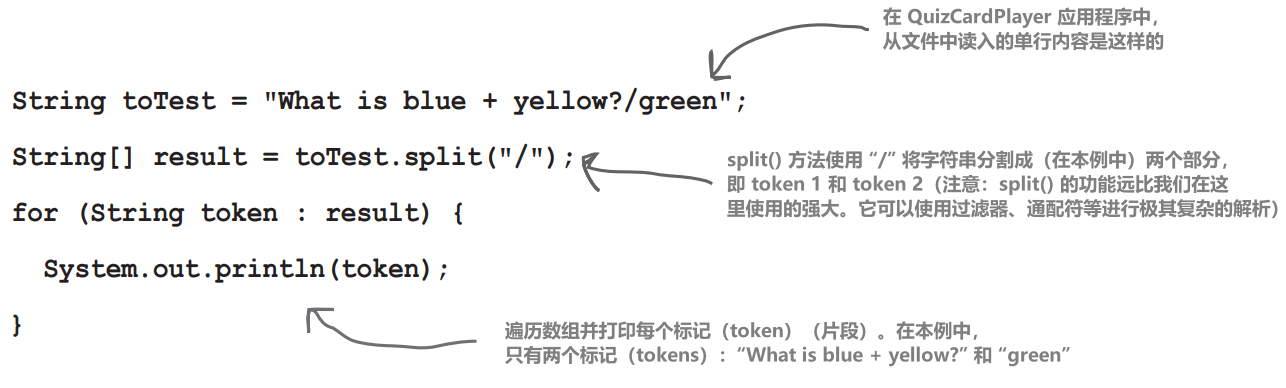 在 QuizCardPlayer 应用程序中，
从文件中读入的单行内容是这样的
String toTest = "What is blue + yellow?/green";
String[] result = toTest.split("/");
split() 方法使用 “/” 将字符串分割成（在本例中）两个部分，
即 token 1 和 token 2（注意：split() 的功能远比我们在这
里使用的强大。它可以使用过滤器、通配符等进行极其复杂的解析）
for (String token : result) {
System.out.println(token);
}
遍历数组并打印每个标记（token）（片段）。在本例中，
只有两个标记（tokens）：“What is blue + yellow?” 和 “green”